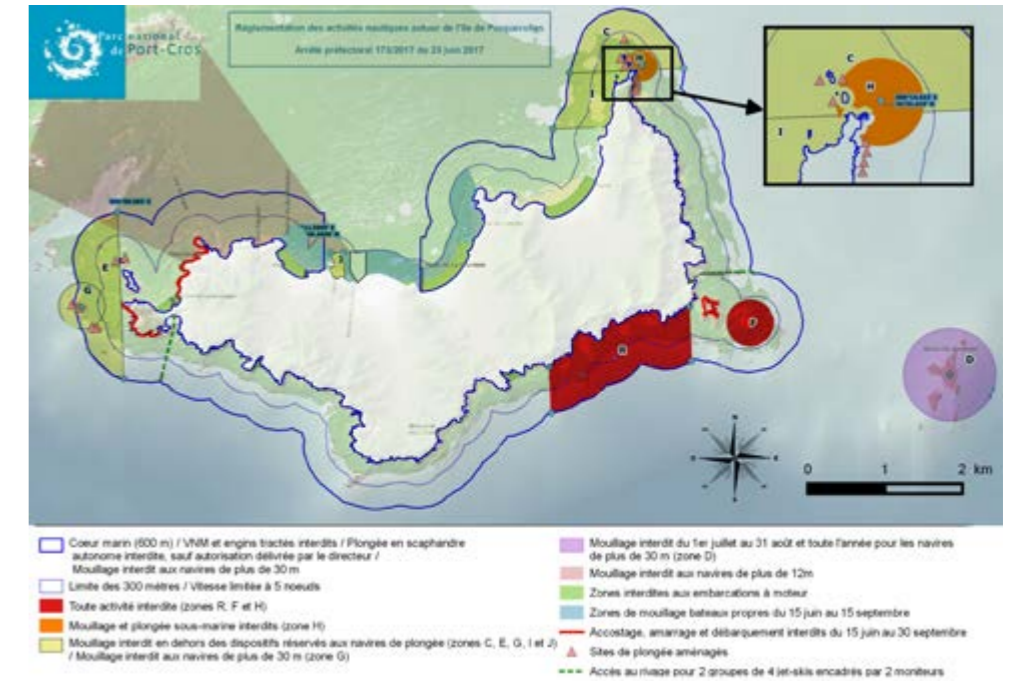 Parc national
de Port-Cros
Réglementation des activités nautiques autour de l'île de Porquerolles
Arrêté préfectoral 173/2017 du 23 juin 2017
C
H
I
C
H
I
J
E
G
R
F
D
N
0 1 2 km
Cœur marin (600 m) / VNM et engins tractés interdits / Plongée en scaphandre
autonome interdite, sauf autorisation délivrée par le directeur /
Mouillage interdit aux navires de plus de 30 m
Limite des 300 mètres / Vitesse limitée à 5 noeuds
Toute activité interdite (zones R, F et H)
Mouillage et plongée sous-marine interdits (zone H)
Mouillage interdit en dehors des dispositifs réservés aux navires de plongée (zones C, E, G, I et J)
/ Mouillage interdit aux navires de plus de 30 m (zone G)
Mouillage interdit du 1er juillet au 31 août et toute l'année pour les navires
de plus de 30 m (zone D)
Mouillage interdit aux navires de plus de 12m
Zones interdites aux embarcations à moteur
Zones de mouillage bateaux propres du 15 juin au 15 septembre
Accostage, amarrage et débarquement interdits du 15 juin au 30 septembre
Sites de plongée aménagés
Accès au rivage pour 2 groupes de 4 jet-skis encadrés par 2 moniteurs